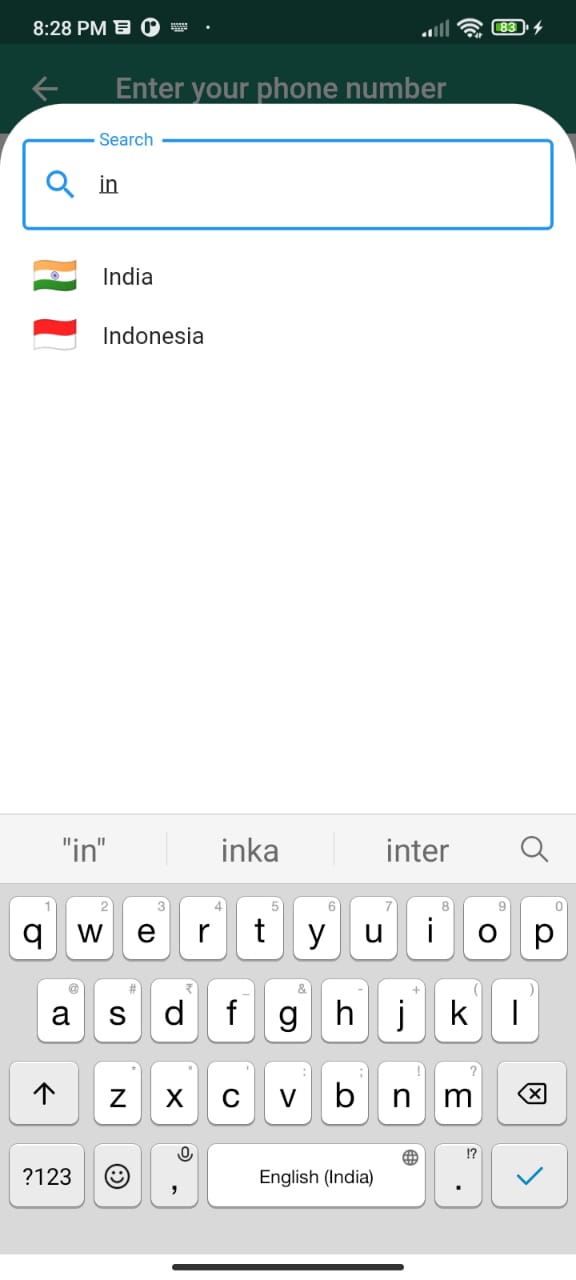 8:28 PM 83
Enter your phone number
Search
in
India
Indonesia
"in" inka inter
1 2 3 4 5 6 7 8 9 0
q w e r t y u i o p
@ # ₹ _ & - + ( )
a s d f g h j k l
* " ' : ; ! ?
z x c v b n m
?123 , English (India) !? .